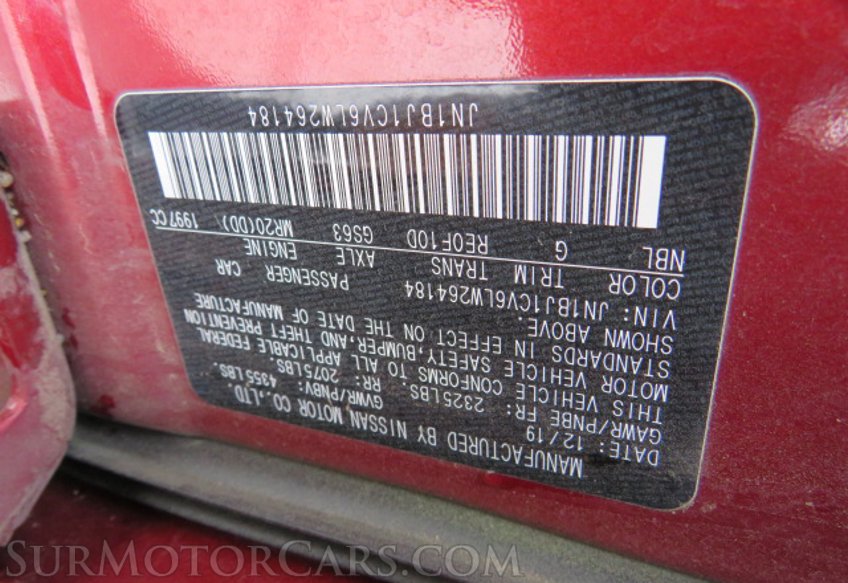 MANUFACTURED BY NISSAN MOTOR CO.,LTD.
DATE: 12/19 GVWR/PNBV: 4355LBS.
GAWR/PNBE FR: 2325LBS. RR: 2075LBS.
THIS VEHICLE CONFORMS TO ALL APPLICABLE FEDERAL
MOTOR VEHICLE SAFETY,BUMPER,AND THEFT PREVENTION
STANDARDS IN EFFECT ON THE DATE OF MANUFACTURE
SHOWN ABOVE.
VIN: JN1BJ1CV6LW264184 PASSENGER CAR
COLOR TRIM TRANS AXLE ENGINE
NBL G RE0F10D GS63 MR20(DD) 1997CC
JN1BJ1CV6LW264184
SURMOTORCARS.COM